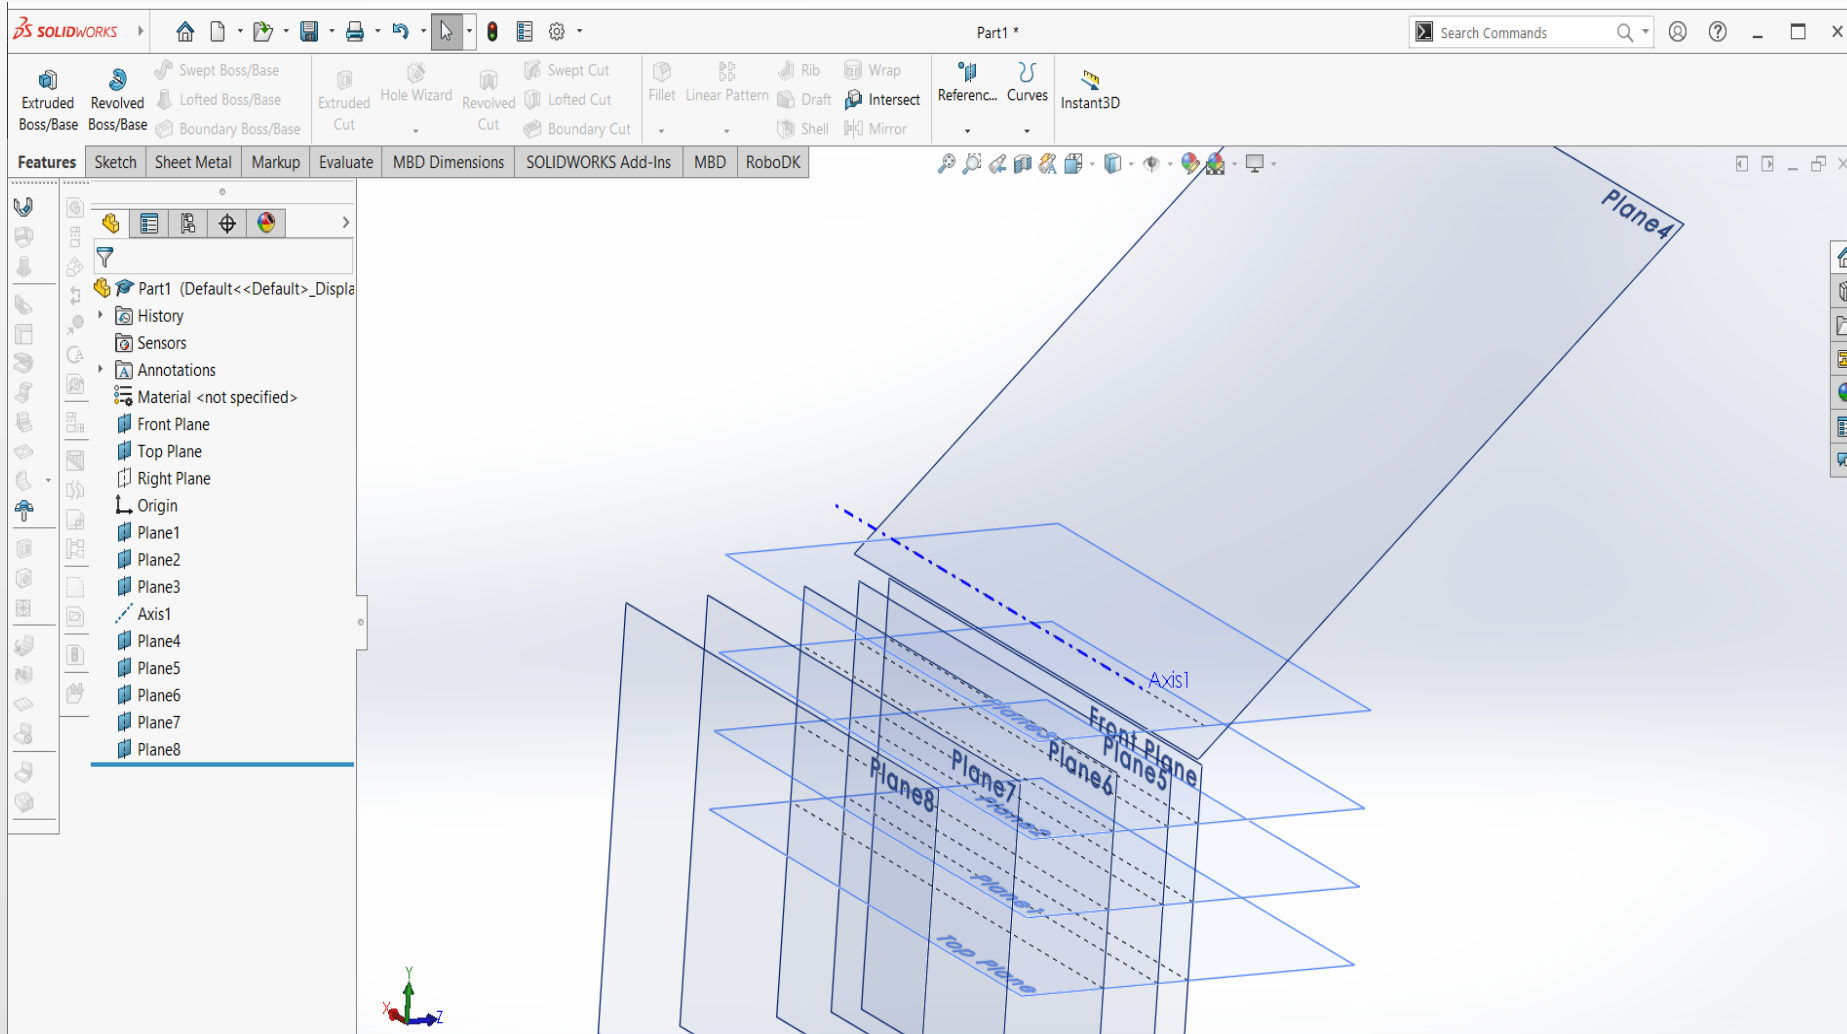 SOLIDWORKS
Part1 *
Search Commands
Extruded Boss/Base
Revolved Boss/Base
Swept Boss/Base
Lofted Boss/Base
Boundary Boss/Base
Extruded Cut
Hole Wizard
Revolved Cut
Swept Cut
Lofted Cut
Boundary Cut
Fillet
Linear Pattern
Rib
Draft
Shell
Wrap
Intersect
Mirror
Referenc...
Curves
Instant3D
Features
Sketch
Sheet Metal
Markup
Evaluate
MBD Dimensions
SOLIDWORKS Add-Ins
MBD
RoboDK
Part1 (Default<<Default>_Displa
History
Sensors
Annotations
Material <not specified>
Front Plane
Top Plane
Right Plane
Origin
Plane1
Plane2
Plane3
Axis1
Plane4
Plane5
Plane6
Plane7
Plane8
Plane4
Axis1
Plane3
Front Plane
Plane5
Plane6
Plane7
Plane8
Plane2
Plane1
Top Plane
Y
X
Z